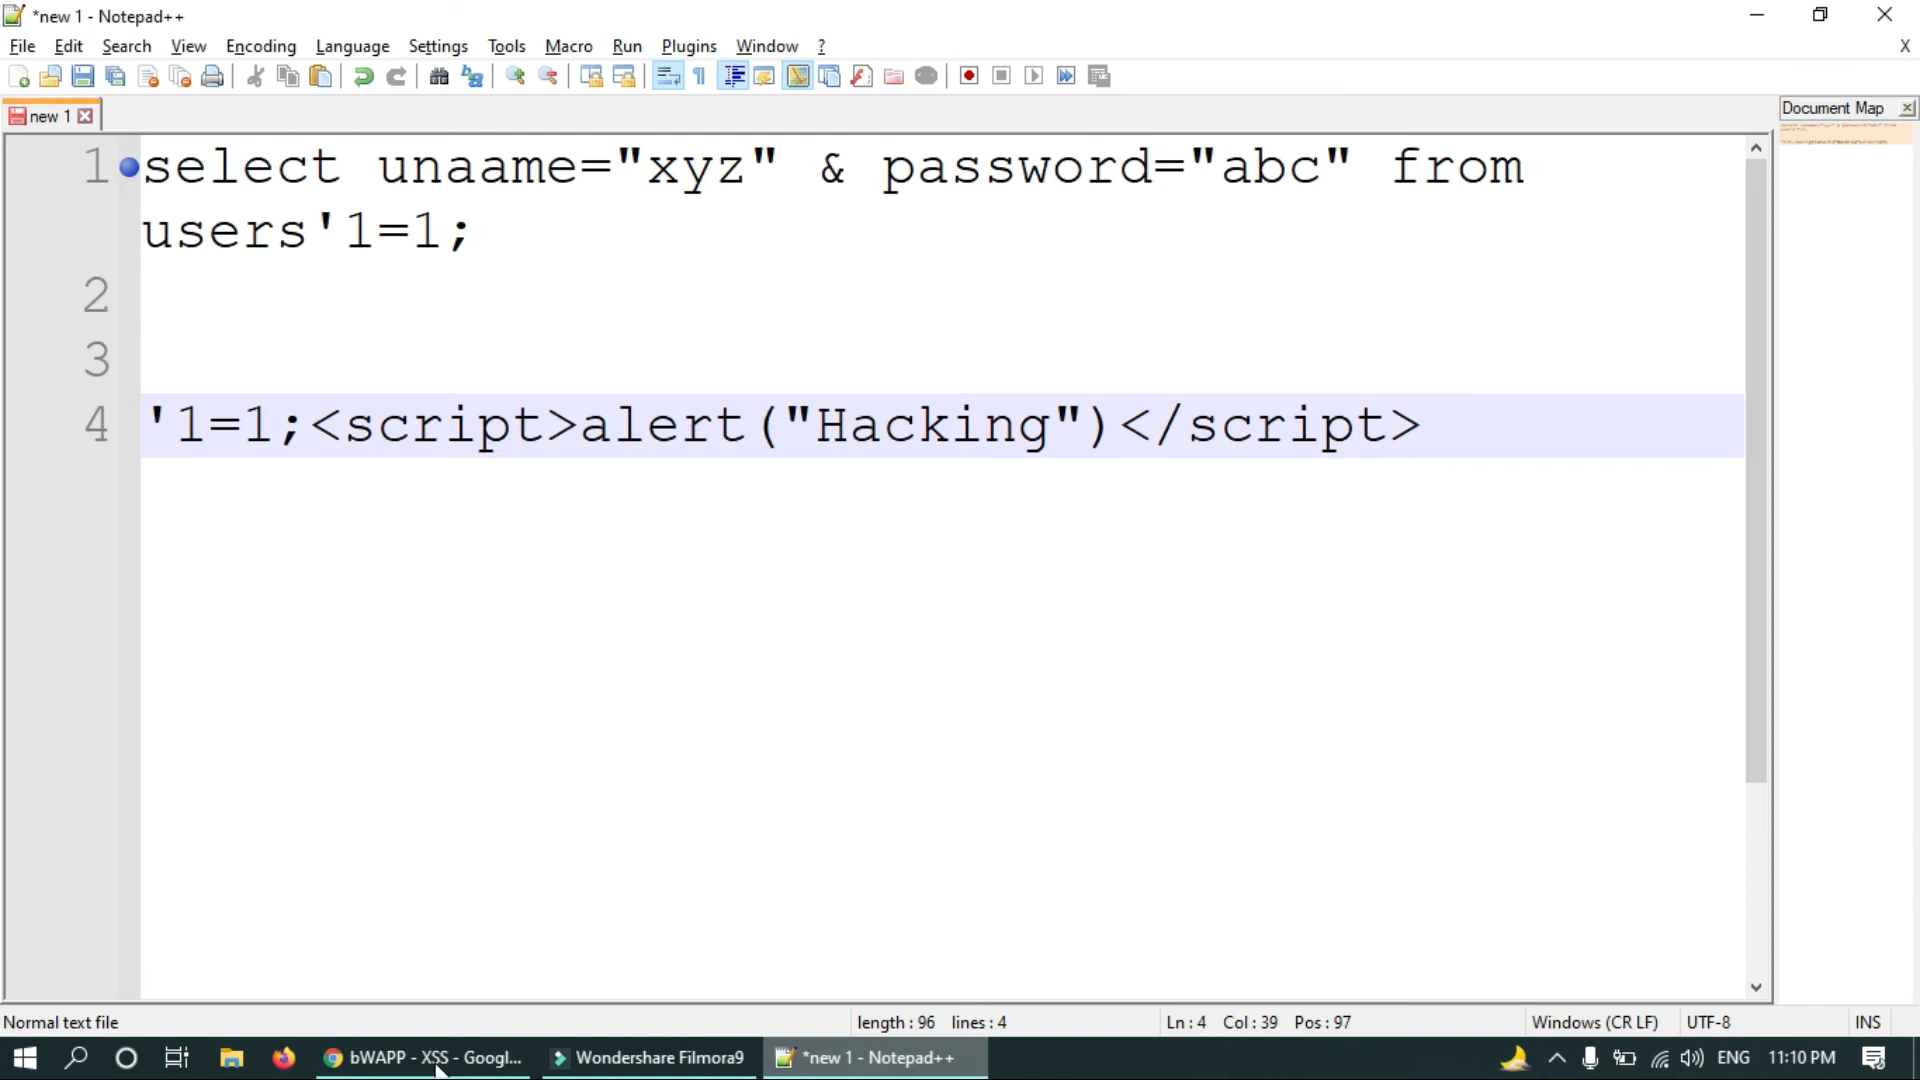 *new 1 - Notepad++
File Edit Search View Encoding Language Settings Tools Macro Run Plugins Window ? X
new 1
Document Map
1 select unaame="xyz" & password="abc" from
users'1=1;
2
3
4 '1=1;<script>alert("Hacking")</script>
Normal text file length : 96 lines : 4 Ln : 4 Col : 39 Pos : 97 Windows (CR LF) UTF-8 INS
bWAPP - XSS - Googl... Wondershare Filmora9 *new 1 - Notepad++ ENG 11:10 PM